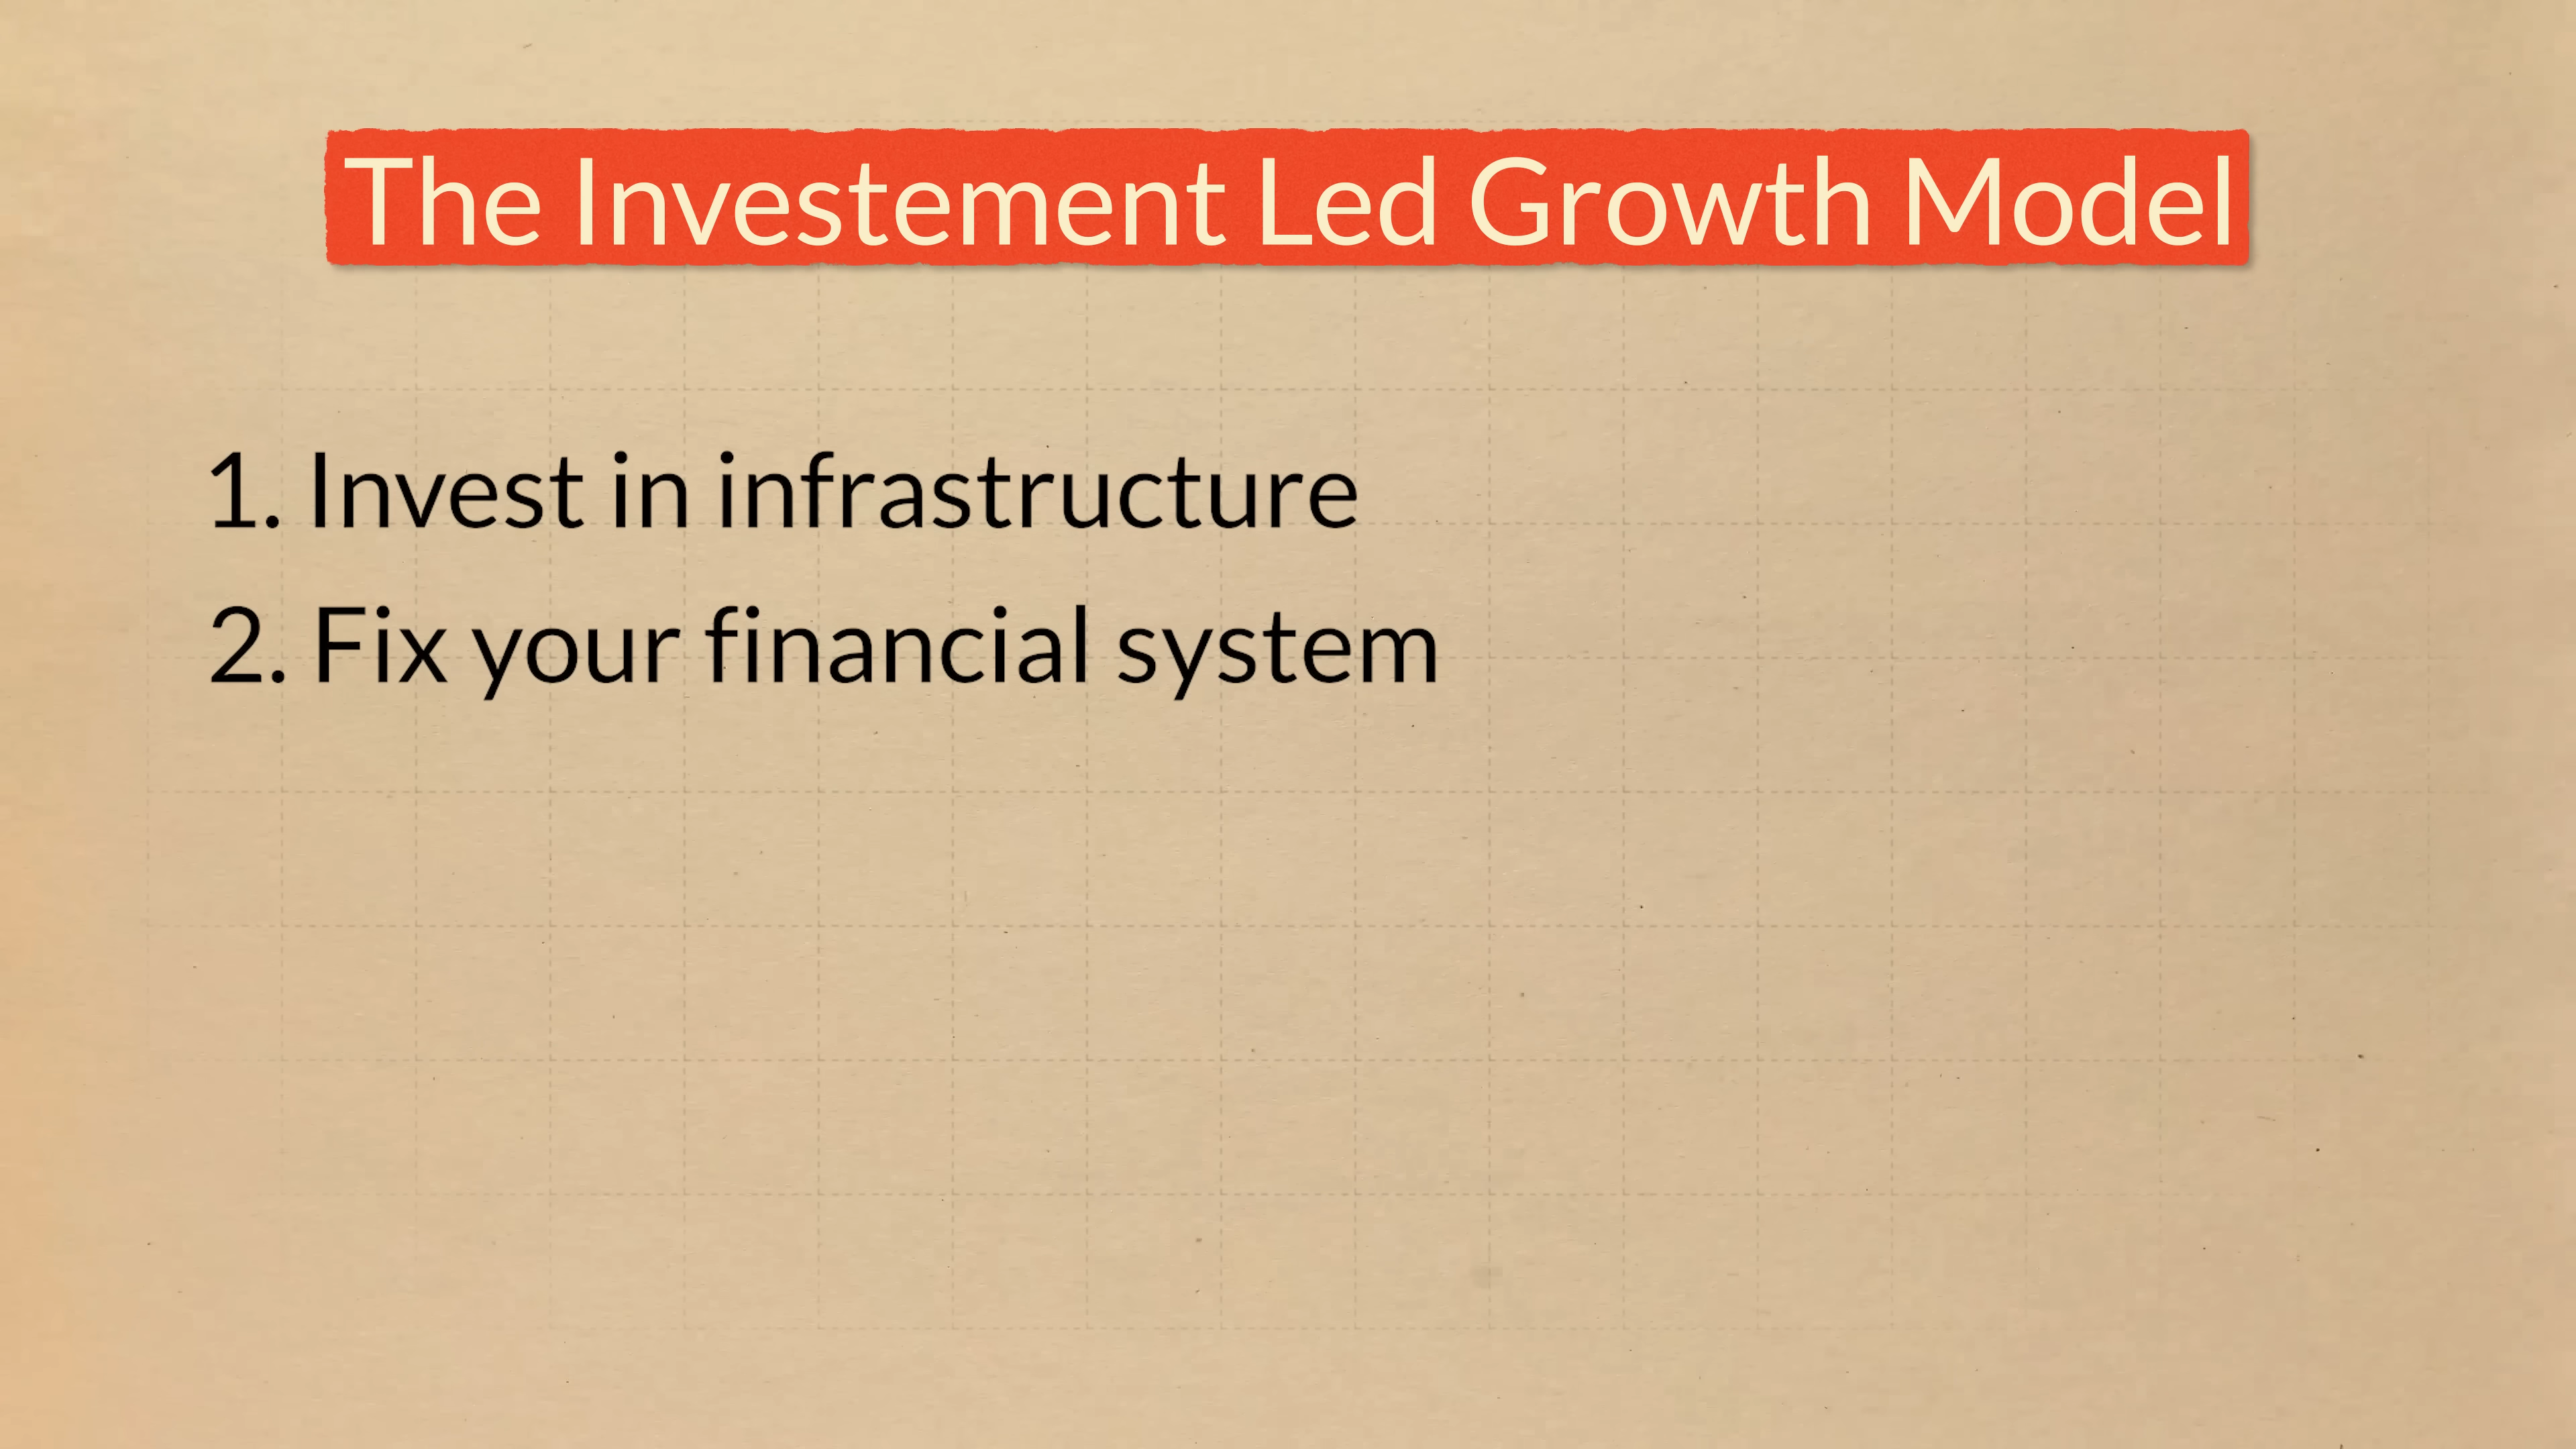 The Investement Led Growth Model
1. Invest in infrastructure
2. Fix your financial system